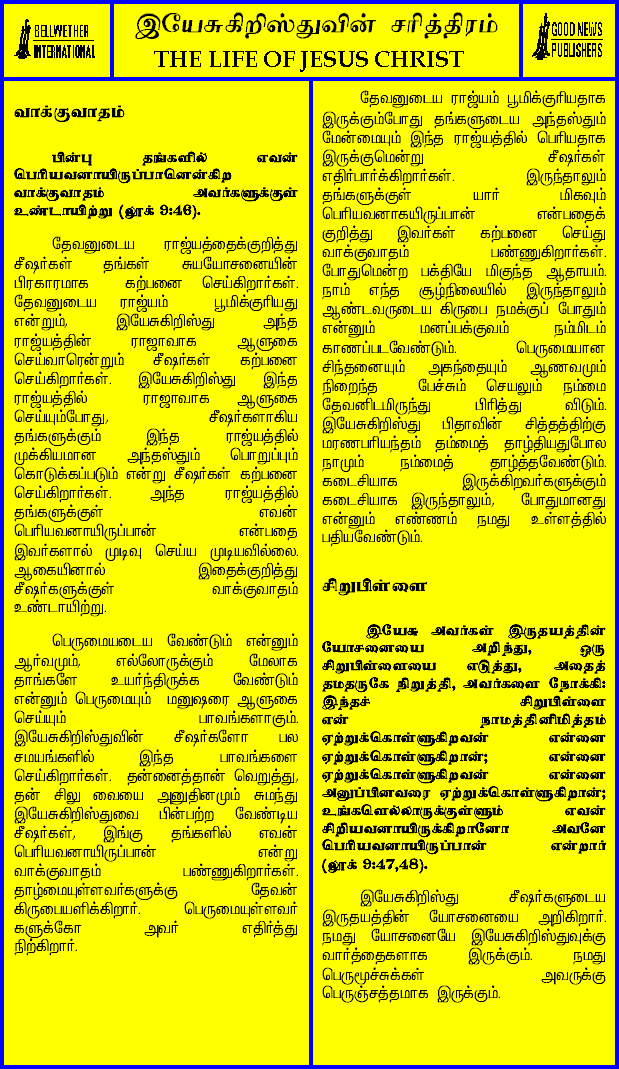 BELLWETHER
INTERNATIONAL
இயேசுகிறிஸ்துவின் சரித்திரம்
THE LIFE OF JESUS CHRIST
GOOD NEWS
PUBLISHERS
வாக்குவாதம்
பின்பு தங்களில் எவன்
பெரியவனாயிருப்பானென்கிற
வாக்குவாதம் அவர்களுக்குள்
உண்டாயிற்று (லூக் 9:46).
தேவனுடைய ராஜ்யத்தைக்குறித்து
சீஷர்கள் தங்கள் சுயயோசனையின்
பிரகாரமாக கற்பனை செய்கிறார்கள்.
தேவனுடைய ராஜ்யம் பூமிக்குரியது
என்றும், இயேசுகிறிஸ்து அந்த
ராஜ்யத்தின் ராஜாவாக ஆளுகை
செய்வாரென்றும் சீஷர்கள் கற்பனை
செய்கிறார்கள். இயேசுகிறிஸ்து இந்த
ராஜ்யத்தில் ராஜாவாக ஆளுகை
செய்யும்போது, சீஷர்களாகிய
தங்களுக்கும் இந்த ராஜ்யத்தில்
முக்கியமான அந்தஸ்தும் பொறுப்பும்
கொடுக்கப்படும் என்று சீஷர்கள் கற்பனை
செய்கிறார்கள். அந்த ராஜ்யத்தில்
தங்களுக்குள் எவன்
பெரியவனாயிருப்பான் என்பதை
இவர்களால் முடிவு செய்ய முடியவில்லை.
ஆகையினால் இதைக்குறித்து
சீஷர்களுக்குள் வாக்குவாதம்
உண்டாயிற்று.
பெருமையடைய வேண்டும் என்னும்
ஆர்வமும், எல்லோருக்கும் மேலாக
தாங்களே உயர்ந்திருக்க வேண்டும்
என்னும் பெருமையும் மனுஷரை ஆளுகை
செய்யும் பாவங்களாகும்.
இயேசுகிறிஸ்துவின் சீஷர்களோ பல
சமயங்களில் இந்த பாவங்களை
செய்கிறார்கள். தன்னைத்தான் வெறுத்து,
தன் சிலு வையை அனுதினமும் சுமந்து
இயேசுகிறிஸ்துவை பின்பற்ற வேண்டிய
சீஷர்கள், இங்கு தங்களில் எவன்
பெரியவனாயிருப்பான் என்று
வாக்குவாதம் பண்ணுகிறார்கள்.
தாழ்மையுள்ளவர்களுக்கு தேவன்
கிருபையளிக்கிறார். பெருமையுள்ளவர்
களுக்கோ அவர் எதிர்த்து
நிற்கிறார்.
தேவனுடைய ராஜ்யம் பூமிக்குரியதாக
இருக்கும்போது தங்களுடைய அந்தஸ்தும்
மேன்மையும் இந்த ராஜ்யத்தில் பெரியதாக
இருக்குமென்று சீஷர்கள்
எதிர்பார்க்கிறார்கள். இருந்தாலும்
தங்களுக்குள் யார் மிகவும்
பெரியவனாகயிருப்பான் என்பதைக்
குறித்து இவர்கள் கற்பனை செய்து
வாக்குவாதம் பண்ணுகிறார்கள்.
போதுமென்ற பக்தியே மிகுந்த ஆதாயம்.
நாம் எந்த சூழ்நிலையில் இருந்தாலும்
ஆண்டவருடைய கிருபை நமக்குப் போதும்
என்னும் மனப்பக்குவம் நம்மிடம்
காணப்படவேண்டும். பெருமையான
சிந்தனையும் அகந்தையும் ஆணவமும்
நிறைந்த பேச்சும் செயலும் நம்மை
தேவனிடமிருந்து பிரித்து விடும்.
இயேசுகிறிஸ்து பிதாவின் சித்தத்திற்கு
மரணபரியந்தம் தம்மைத் தாழ்தியதுபோல
நாமும் நம்மைத் தாழ்த்தவேண்டும்.
கடைசியாக இருக்கிறவர்களுக்கும்
கடைசியாக இருந்தாலும், போதுமானது
என்னும் எண்ணம் நமது உள்ளத்தில்
பதியவேண்டும்.
சிறுபிள்ளை
இயேசு அவர்கள் இருதயத்தின்
யோசனையை அறிந்து, ஒரு
சிறுபிள்ளையை எடுத்து, அதைத்
தமதருகே நிறுத்தி, அவர்களை நோக்கி:
இந்தச் சிறுபிள்ளை
என் நாமத்தினிமித்தம்
ஏற்றுக்கொள்ளுகிறவன் என்னை
ஏற்றுக்கொள்ளுகிறான்; என்னை
ஏற்றுக்கொள்ளுகிறவன் என்னை
அனுப்பினவரை ஏற்றுக்கொள்ளுகிறான்;
உங்களெல்லாருக்குள்ளும் எவன்
சிறியவனாயிருக்கிறானோ அவனே
பெரியவனாயிருப்பான் என்றார்
(லூக் 9:47,48).
இயேசுகிறிஸ்து சீஷர்களுடைய
இருதயத்தின் யோசனையை அறிகிறார்.
நமது யோசனையே இயேசுகிறிஸ்துவுக்கு
வார்த்தைகளாக இருக்கும். நமது
பெருமூச்சுக்கள் அவருக்கு
பெருஞ்சத்தமாக இருக்கும்.